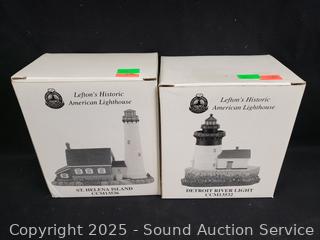 Lefton's Historic
American Lighthouse
ST. HELENA ISLAND
CCM13536
Lefton's Historic
American Lighthouse
DETROIT RIVER LIGHT
CCM13532
Copyright 2025 - Sound Auction Service